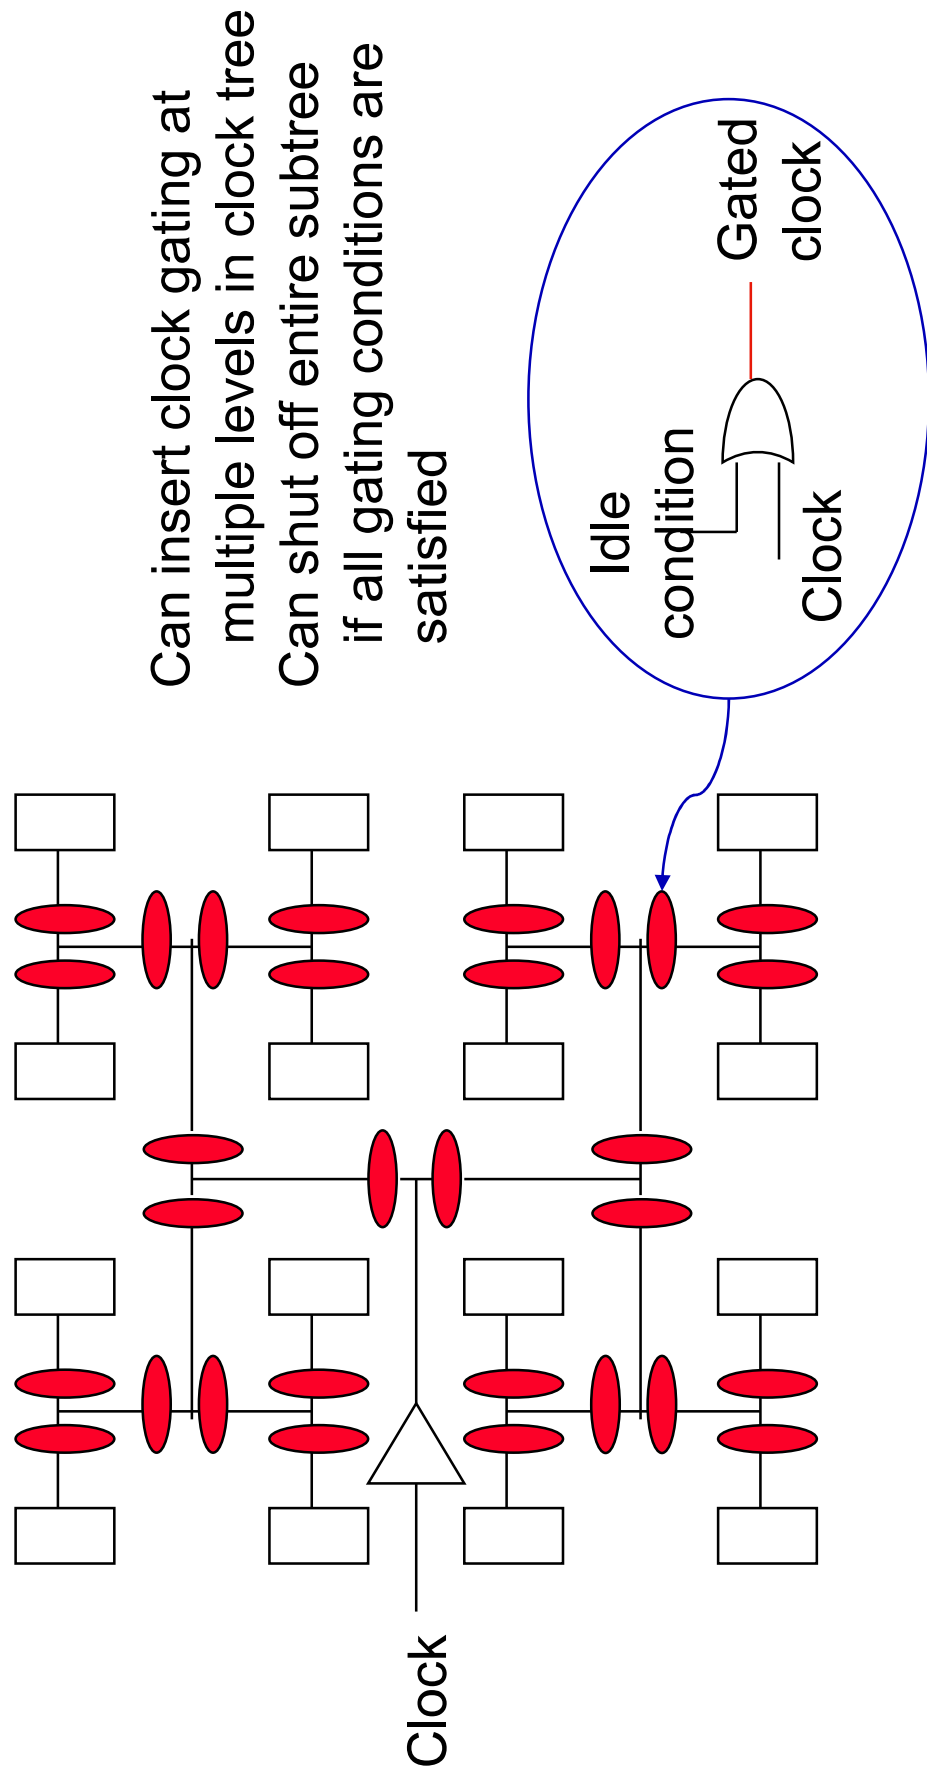 Can insert clock gating at
multiple levels in clock tree
Can shut off entire subtree
if all gating conditions are
satisfied
Idle
condition
Clock
Gated
clock
Clock